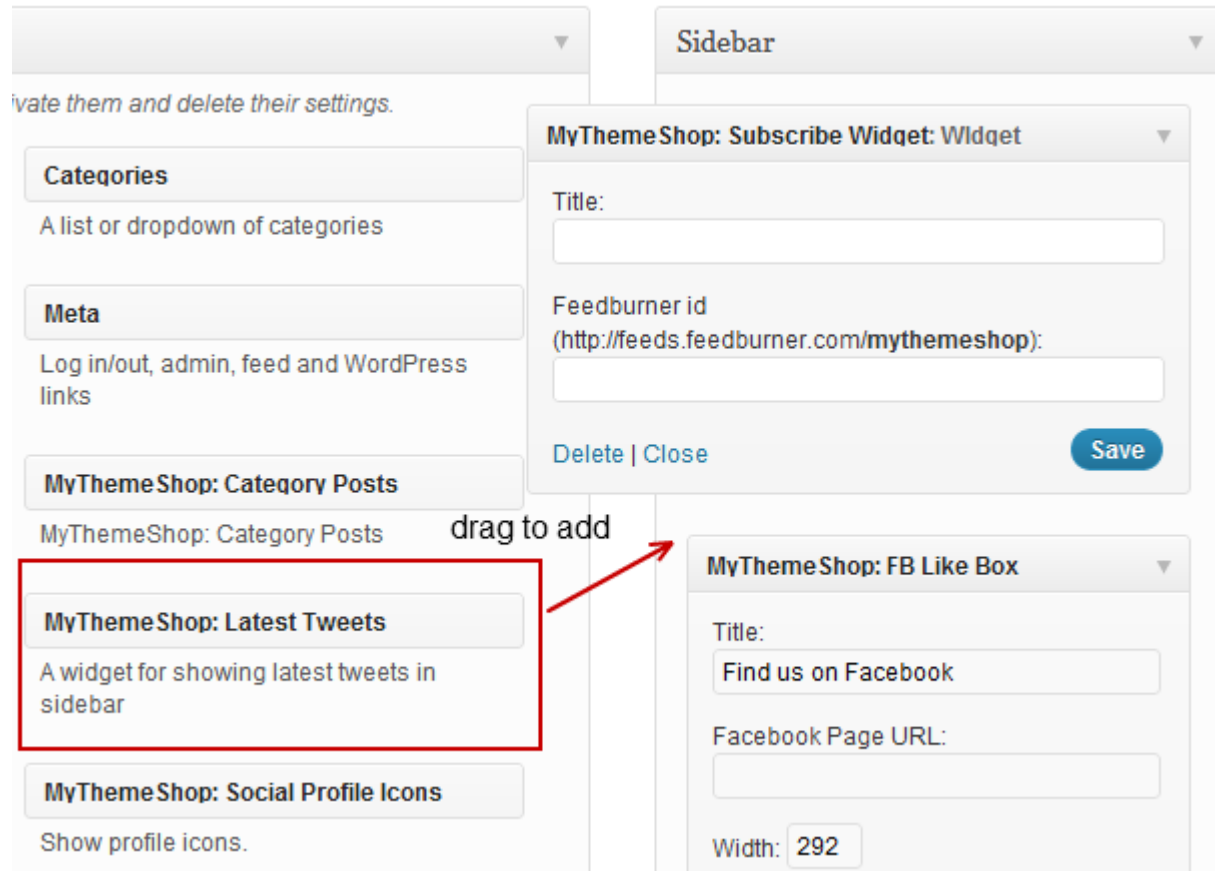 ivate them and delete their settings.
Categories
A list or dropdown of categories
Meta
Log in/out, admin, feed and WordPress
links
MyThemeShop: Category Posts
MyThemeShop: Category Posts
MyThemeShop: Latest Tweets
A widget for showing latest tweets in
sidebar
MyThemeShop: Social Profile Icons
Show profile icons.
drag to add
Sidebar
MyThemeShop: Subscribe Widget: WIdget
Title:
Feedburner id
(http://feeds.feedburner.com/mythemeshop):
Delete | Close
Save
MyThemeShop: FB Like Box
Title:
Find us on Facebook
Facebook Page URL:
Width: 292